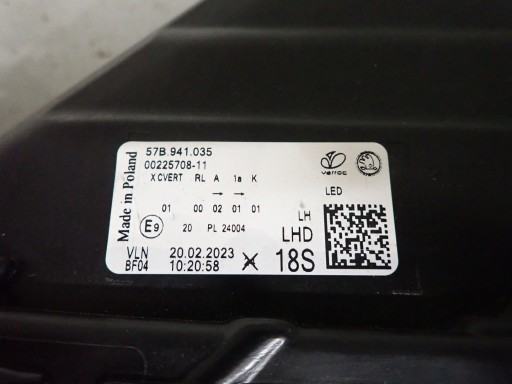 Made in Poland
57B.941.035
00225708-11
X CVERT RL A 1a K
→ →
01 00 02 01 01
E9 20 PL 24004
VLN 20.02.2023
BF04 10:20:58
varroc
LED
LH
LHD
18S